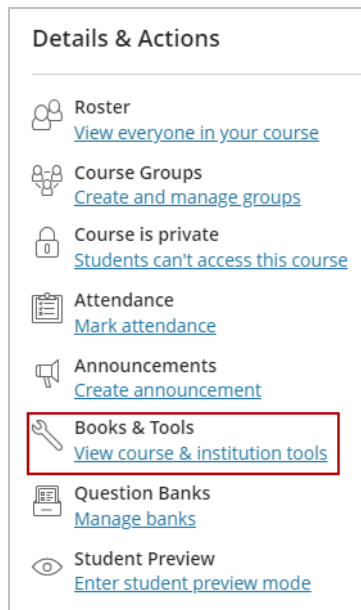 Details & Actions
Roster
View everyone in your course
Course Groups
Create and manage groups
Course is private
Students can't access this course
Attendance
Mark attendance
Announcements
Create announcement
Books & Tools
View course & institution tools
Question Banks
Manage banks
Student Preview
Enter student preview mode